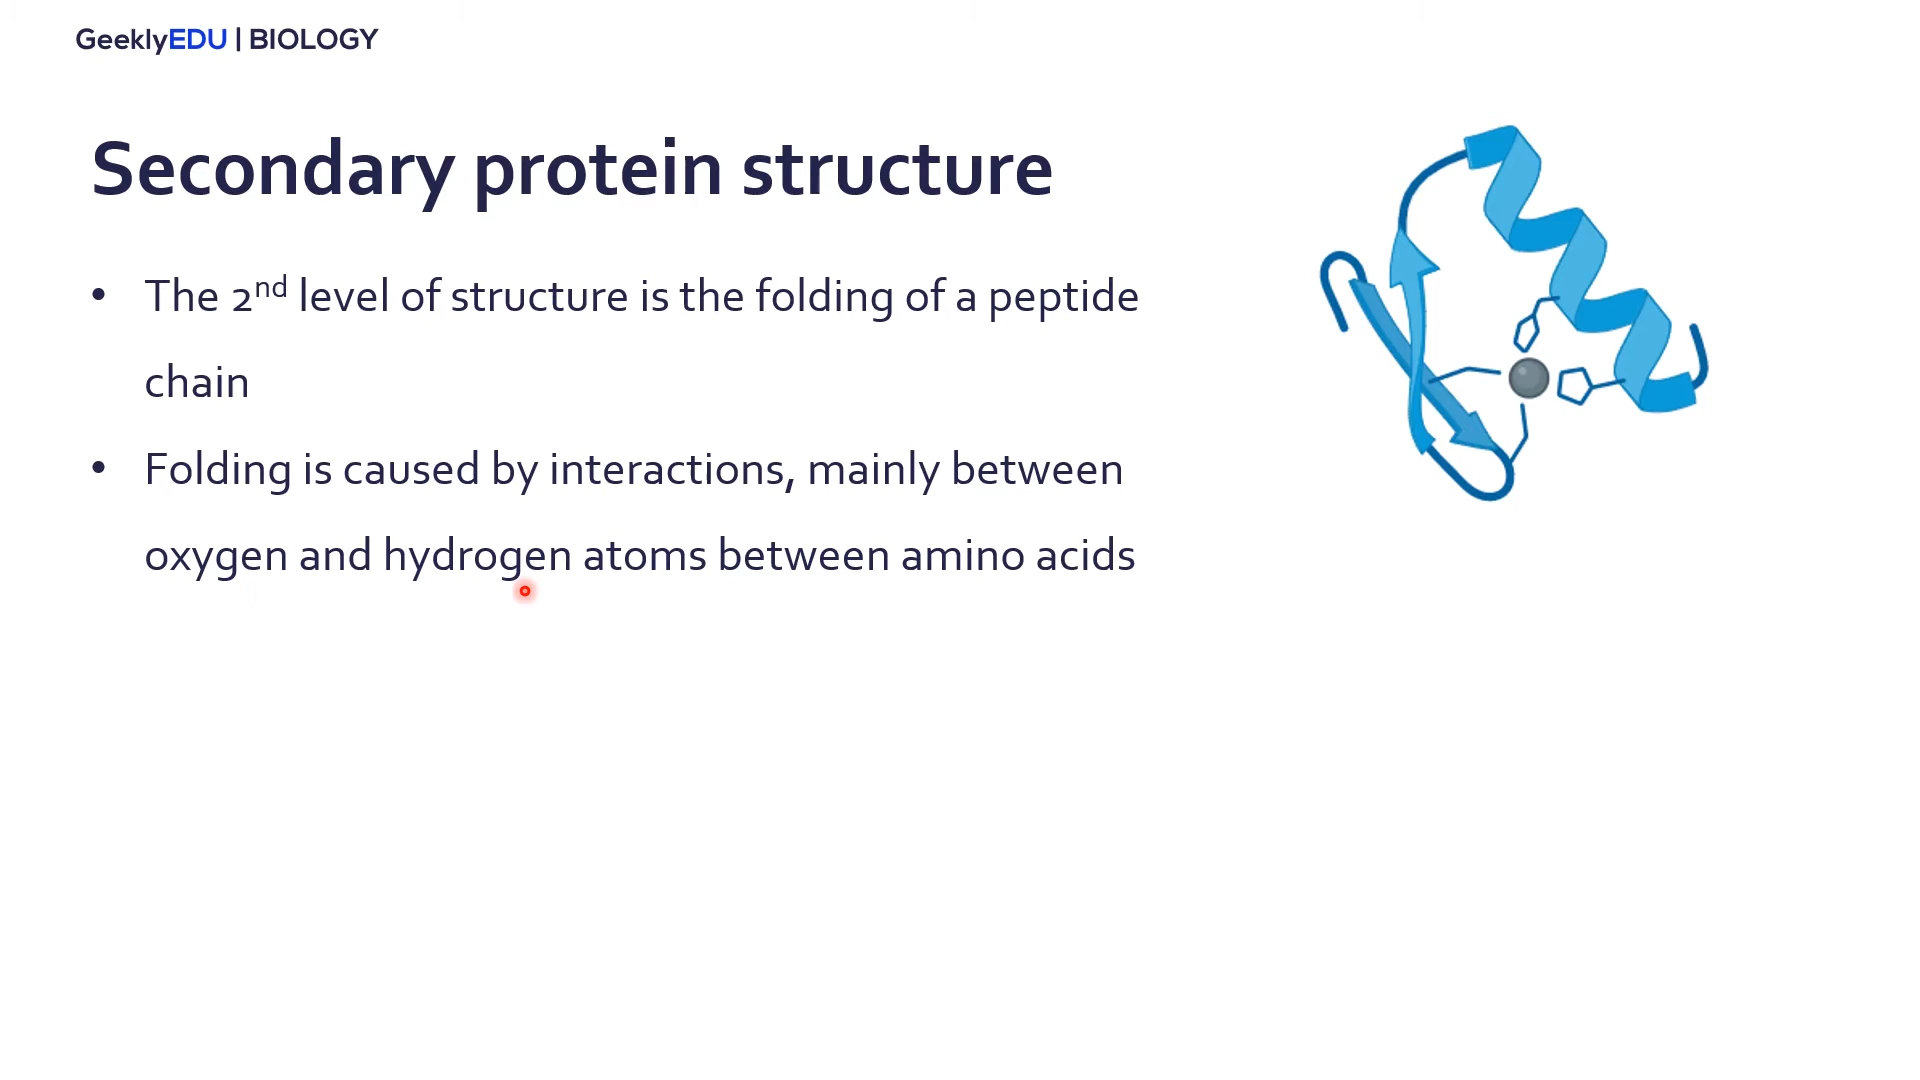 GeeklyEDU | BIOLOGY
Secondary protein structure
• The 2nd level of structure is the folding of a peptide
chain
• Folding is caused by interactions, mainly between
oxygen and hydrogen atoms between amino acids